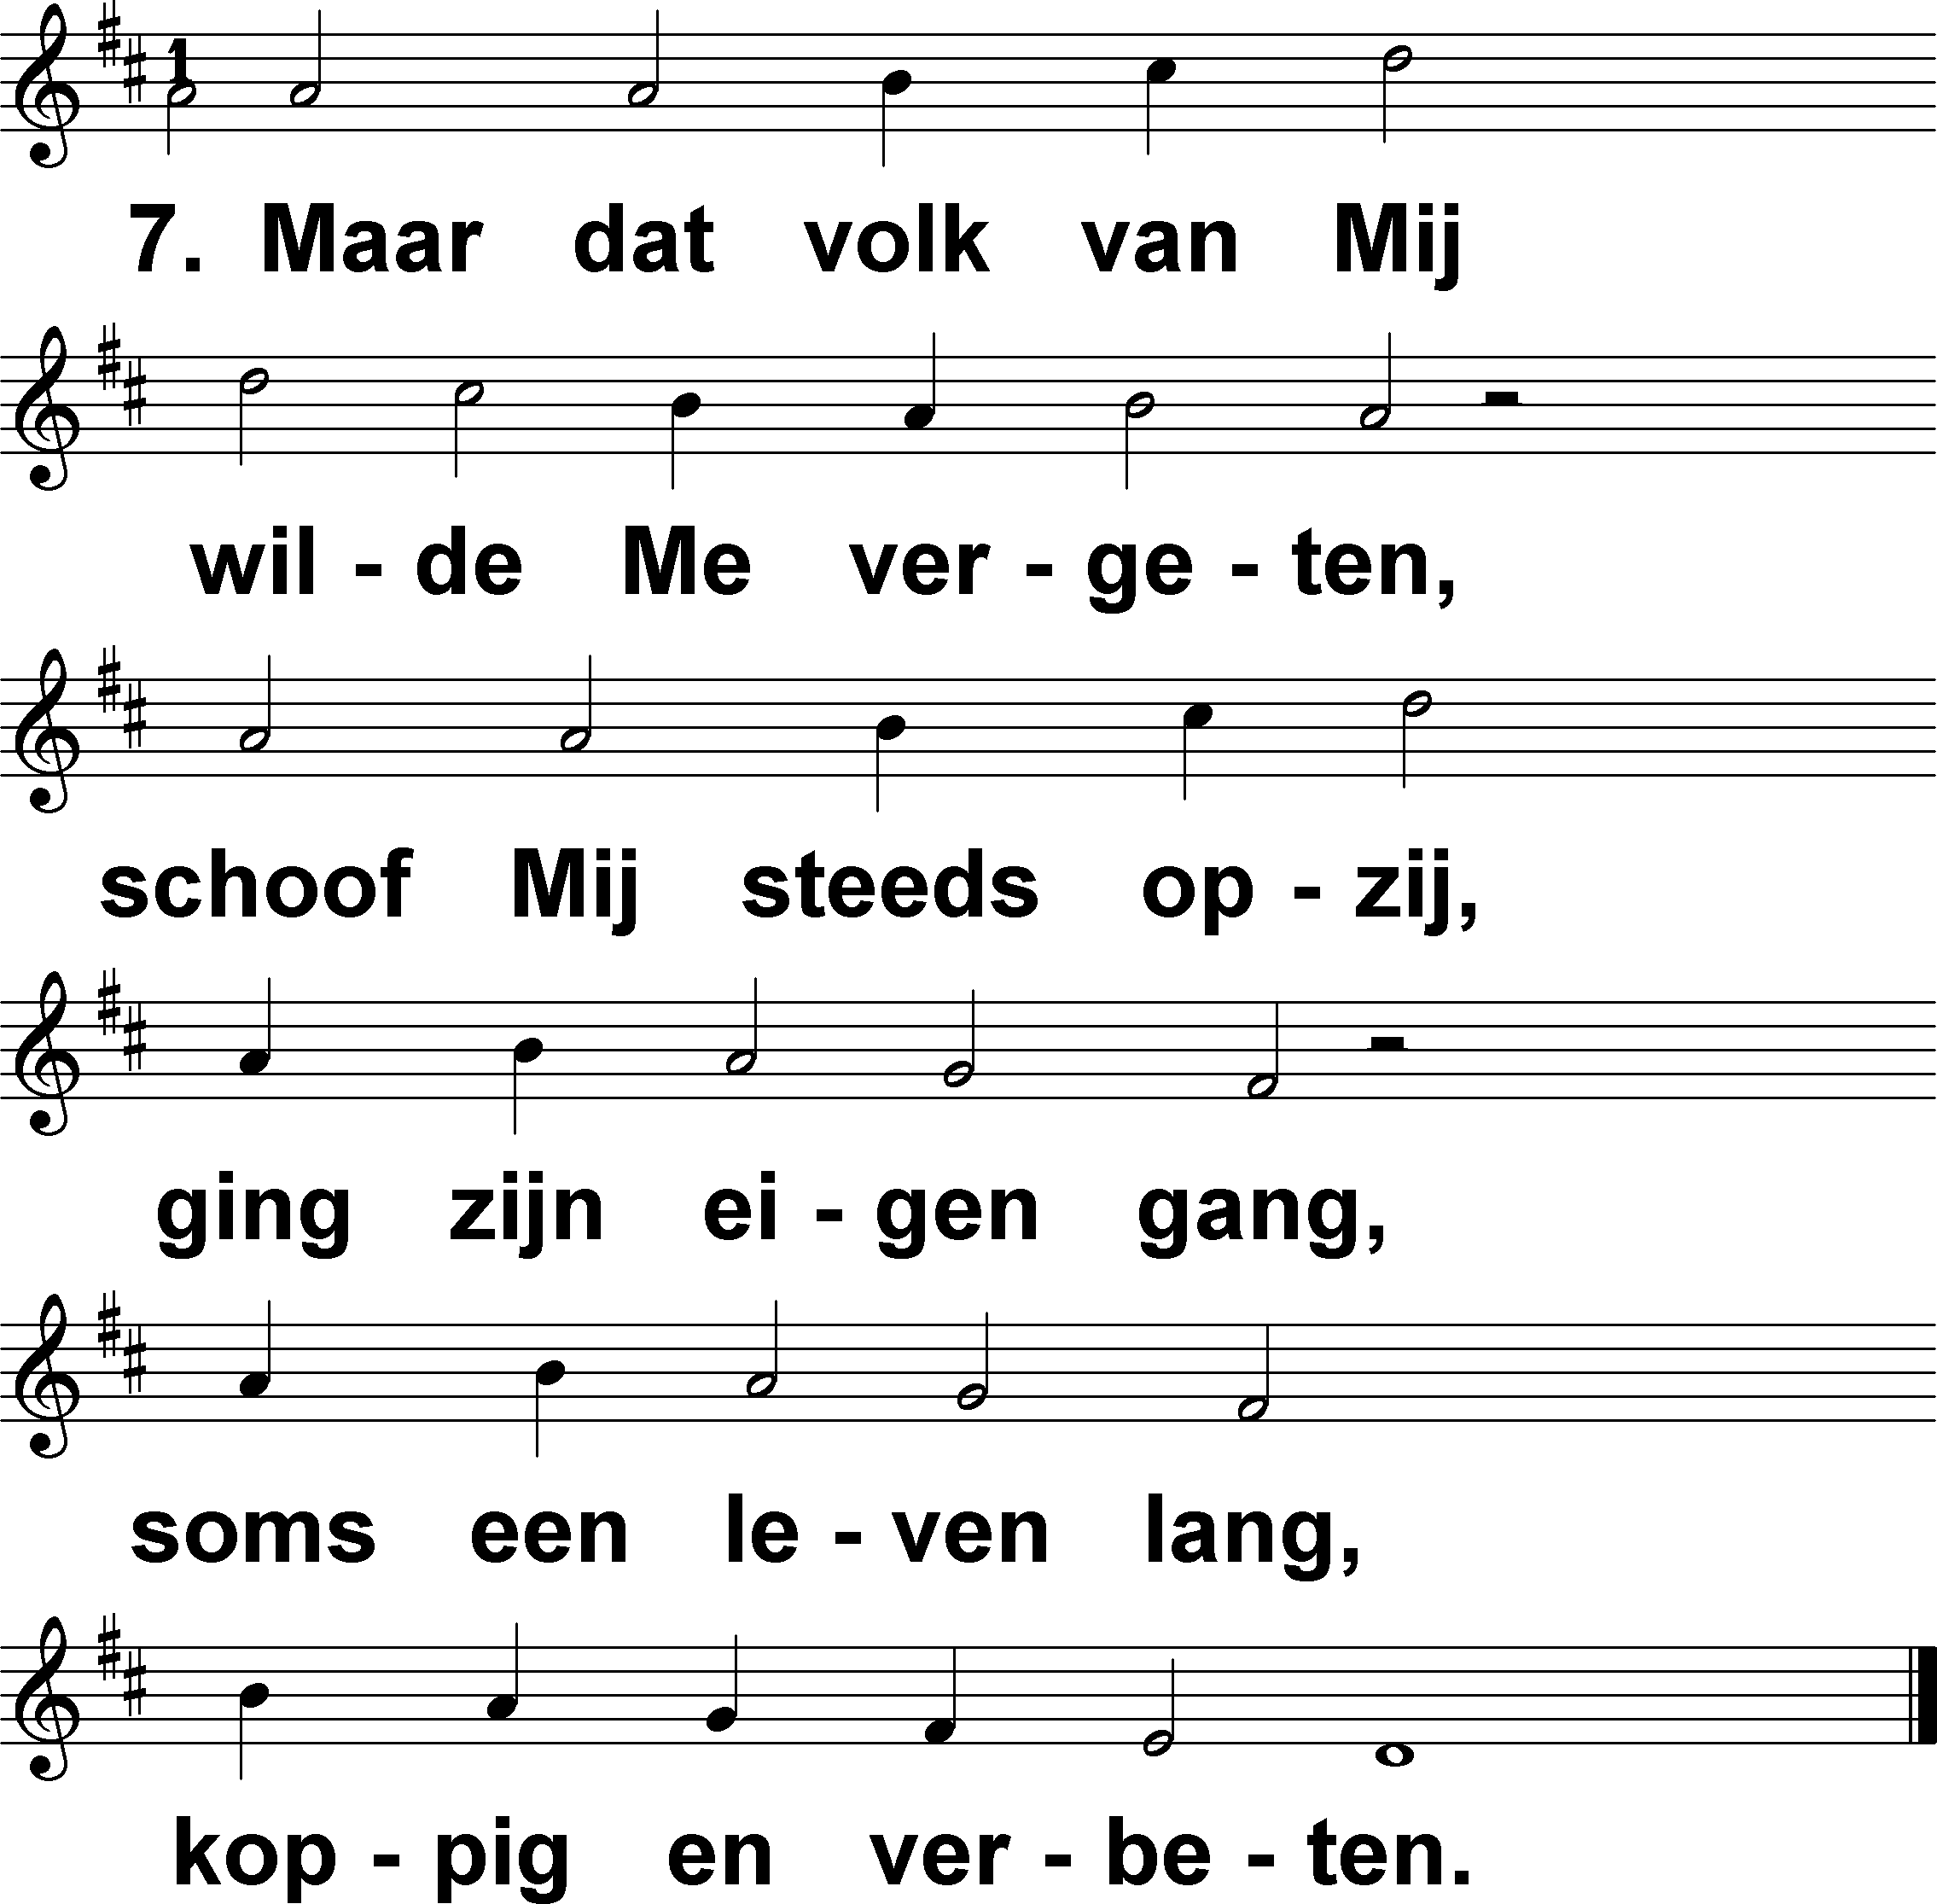 1
7. Maar dat volk van Mij
wil - de Me ver - ge - ten,
schoof Mij steeds op - zij,
ging zijn ei - gen gang,
soms een le - ven lang,
kop - pig en ver - be - ten.